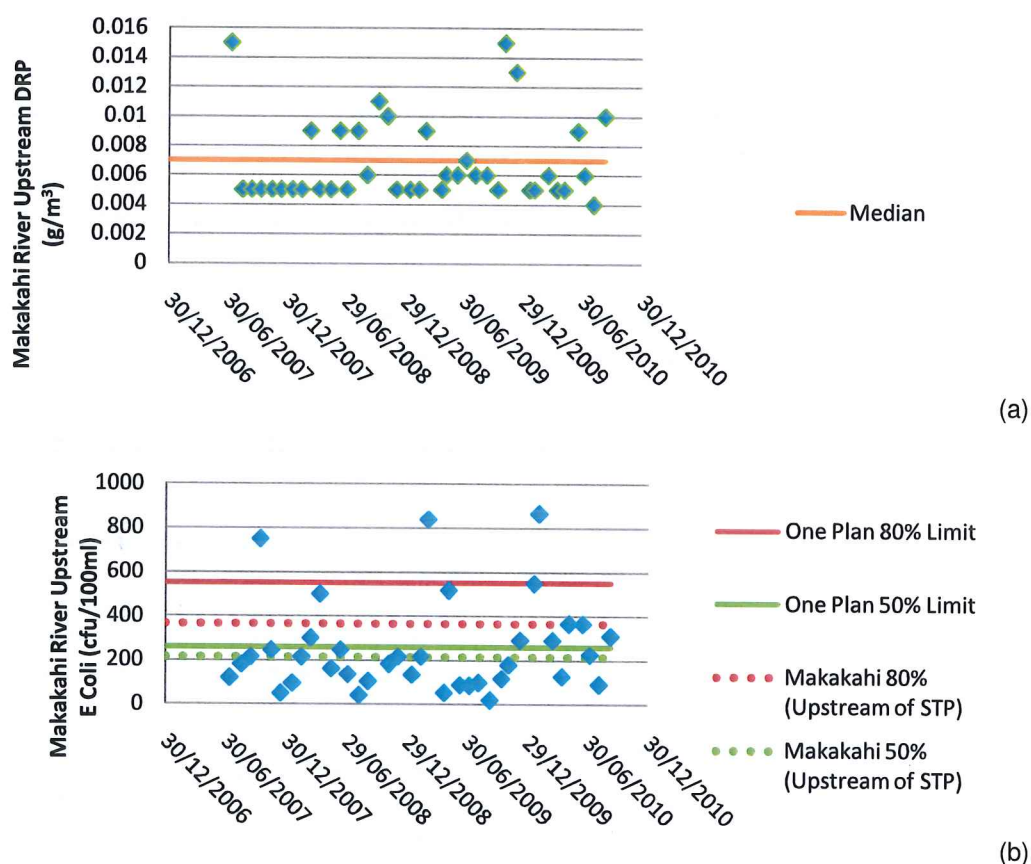 Makakahi River Upstream DRP
(g/m³)
0.016
0.014
0.012
0.01
0.008
0.006
0.004
0.002
0
30/12/2006
30/06/2007
30/12/2007
29/06/2008
29/12/2008
30/06/2009
29/12/2009
30/06/2010
30/12/2010
Median
(a)
Makakahi River Upstream
E Coli (cfu/100ml)
1000
800
600
400
200
0
30/12/2006
30/06/2007
30/12/2007
29/06/2008
29/12/2008
30/06/2009
29/12/2009
30/06/2010
30/12/2010
One Plan 80% Limit
One Plan 50% Limit
Makakahi 80%
(Upstream of STP)
Makakahi 50%
(Upstream of STP)
(b)